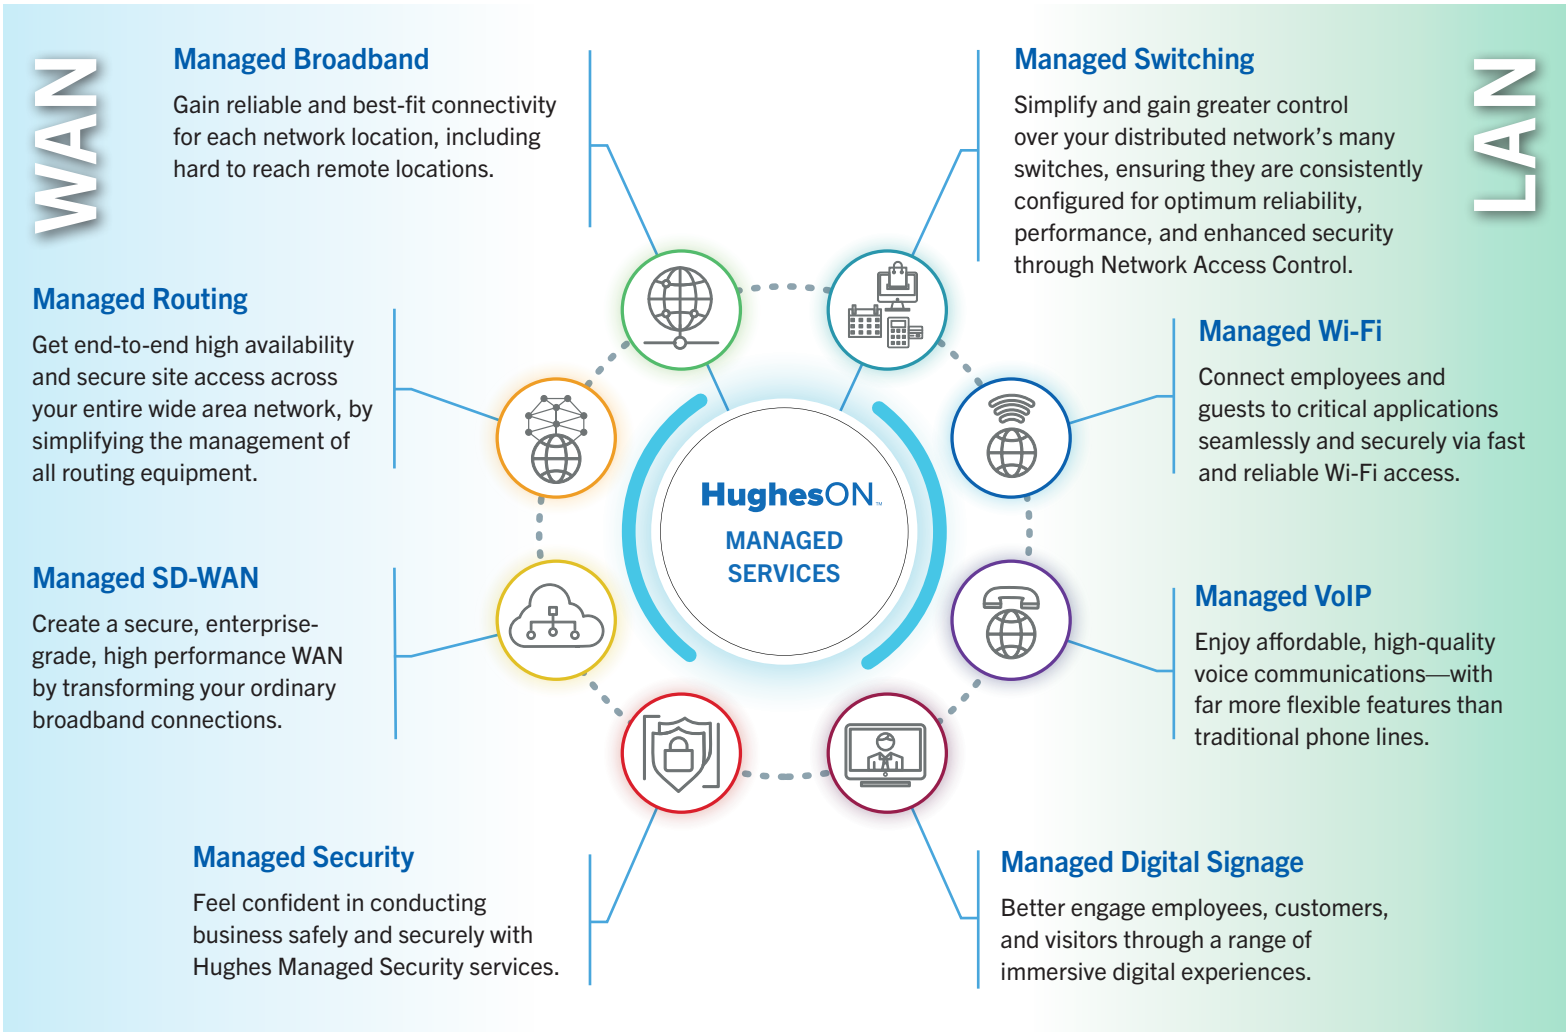 WAN
Managed Broadband
Gain reliable and best-fit connectivity
for each network location, including
hard to reach remote locations.
Managed Routing
Get end-to-end high availability
and secure site access across
your entire wide area network, by
simplifying the management of
all routing equipment.
Managed SD-WAN
Create a secure, enterprise-
grade, high performance WAN
by transforming your ordinary
broadband connections.
Managed Security
Feel confident in conducting
business safely and securely with
Hughes Managed Security services.
HughesON™
MANAGED
SERVICES
LAN
Managed Switching
Simplify and gain greater control
over your distributed network’s many
switches, ensuring they are consistently
configured for optimum reliability,
performance, and enhanced security
through Network Access Control.
Managed Wi-Fi
Connect employees and
guests to critical applications
seamlessly and securely via fast
and reliable Wi-Fi access.
Managed VoIP
Enjoy affordable, high-quality
voice communications—with
far more flexible features than
traditional phone lines.
Managed Digital Signage
Better engage employees, customers,
and visitors through a range of
immersive digital experiences.